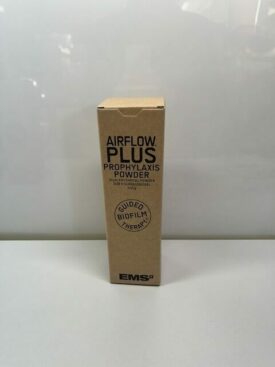 AIRFLOW
PLUS
PROPHYLAXIS
POWDER
GUIDED
BIOFILM
THERAPY
EMS